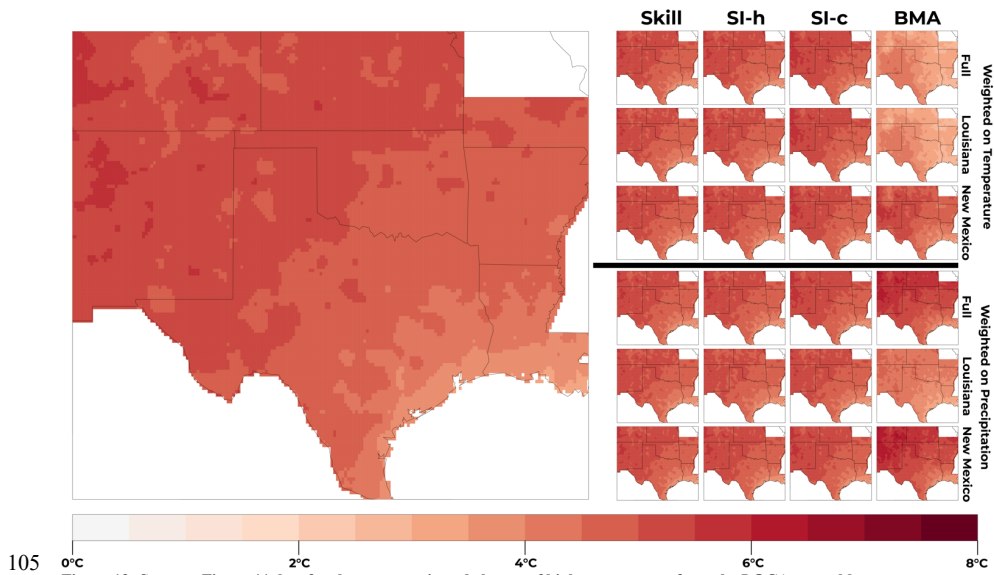 Skill SI-h SI-c BMA
Full
Louisiana
New Mexico
Weighted on Temperature
Full
Louisiana
New Mexico
Weighted on Precipitation
0°C 2°C 4°C 6°C 8°C
105